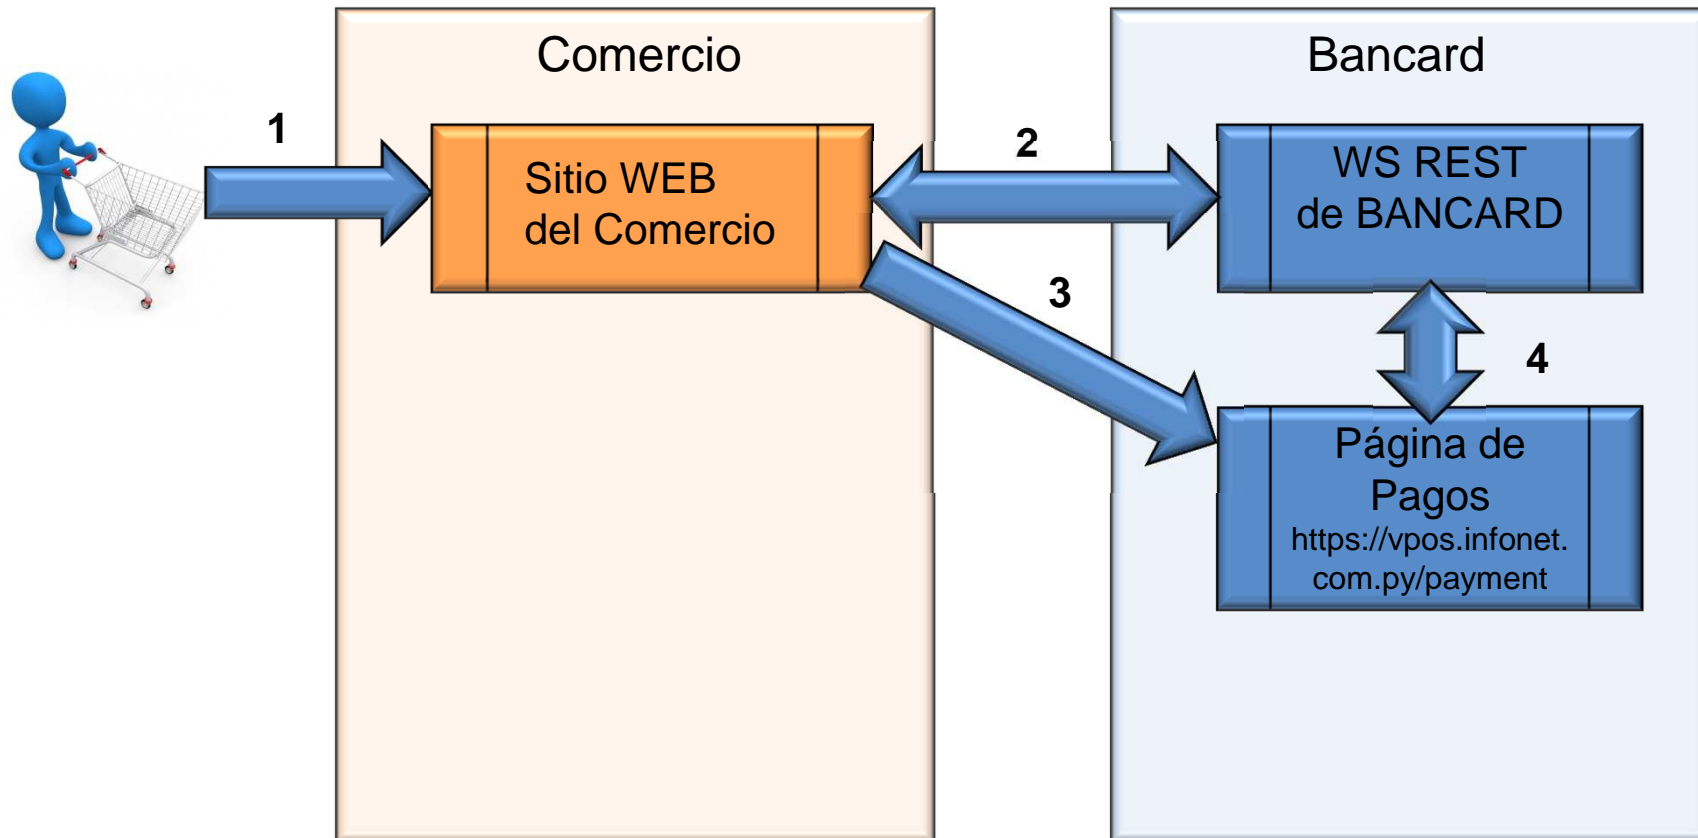 Comercio
Bancard
1
Sitio WEB
del Comercio
2
WS REST
de BANCARD
3
4
Página de
Pagos
https://vpos.infonet.
com.py/payment